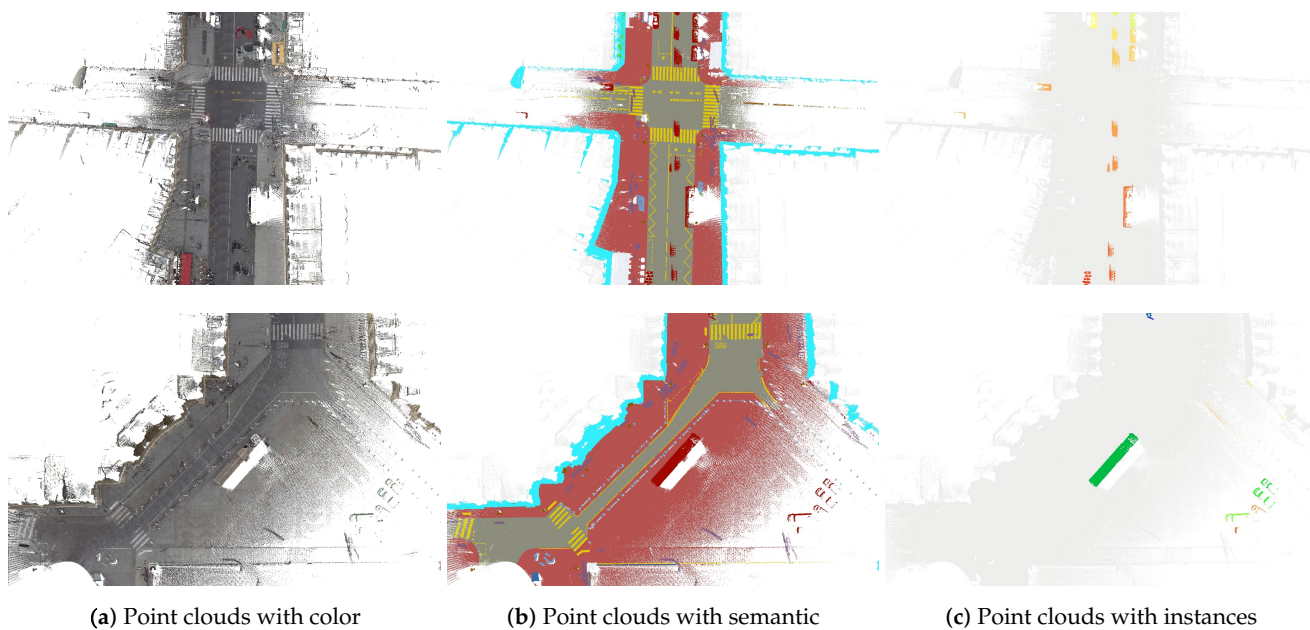 (a) Point clouds with color
(b) Point clouds with semantic
(c) Point clouds with instances